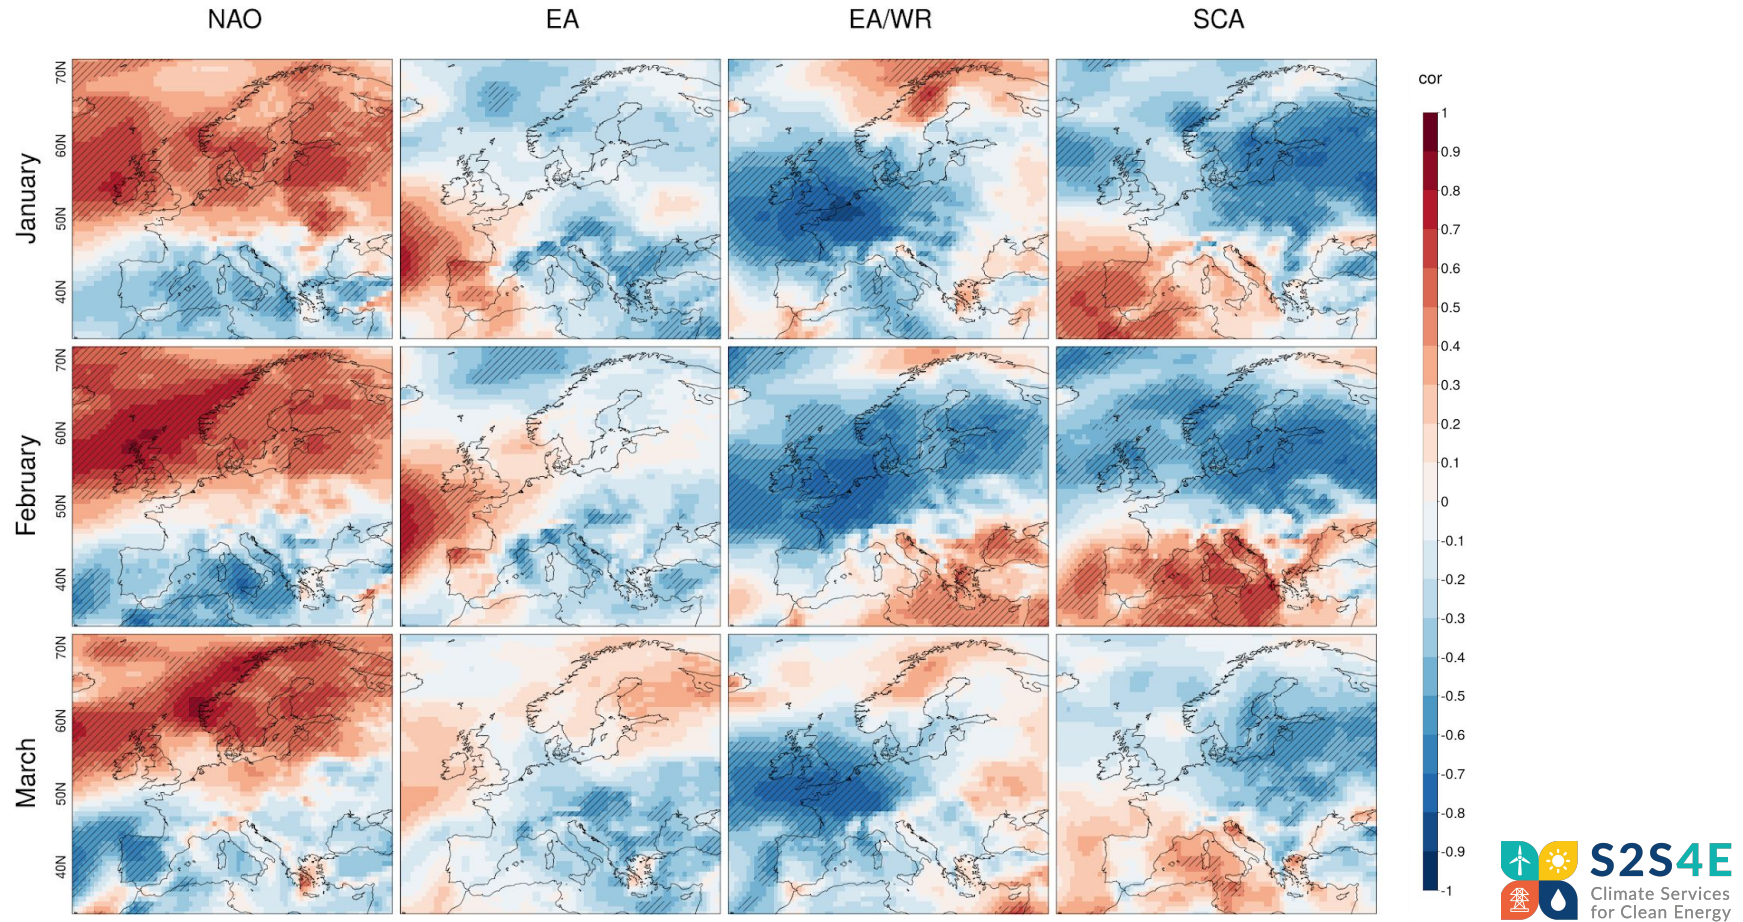 NAO EA EA/WR SCA
January
70N
60N
50N
40N
February
70N
60N
50N
40N
March
70N
60N
50N
40N
cor
1
0.9
0.8
0.7
0.6
0.5
0.4
0.3
0.2
0.1
0
-0.1
-0.2
-0.3
-0.4
-0.5
-0.6
-0.7
-0.8
-0.9
-1
S2S4E
Climate Services
for Clean Energy